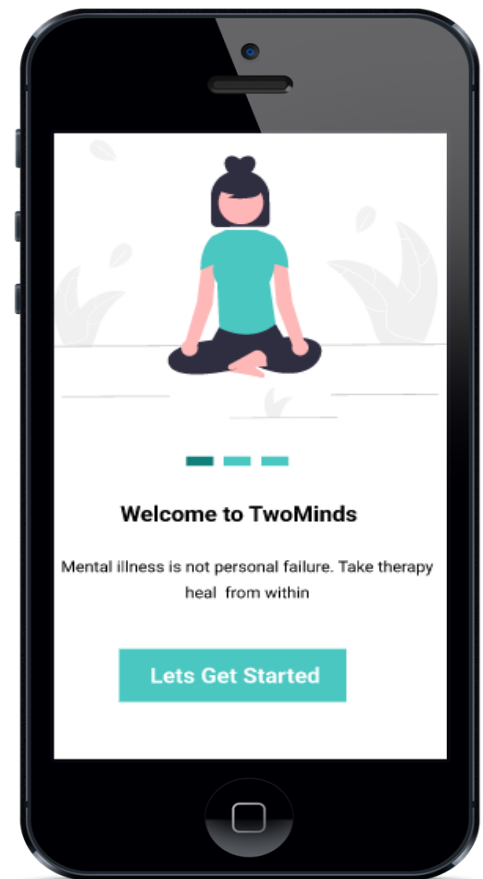 Welcome to TwoMinds
Mental illness is not personal failure. Take therapy
heal  from within
Lets Get Started